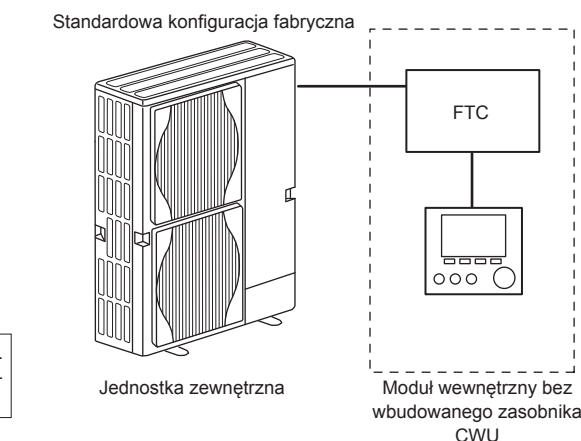 Standardowa konfiguracja fabryczna
FTC
Jednostka zewnętrzna
Moduł wewnętrzny bez
wbudowanego zasobnika
CWU